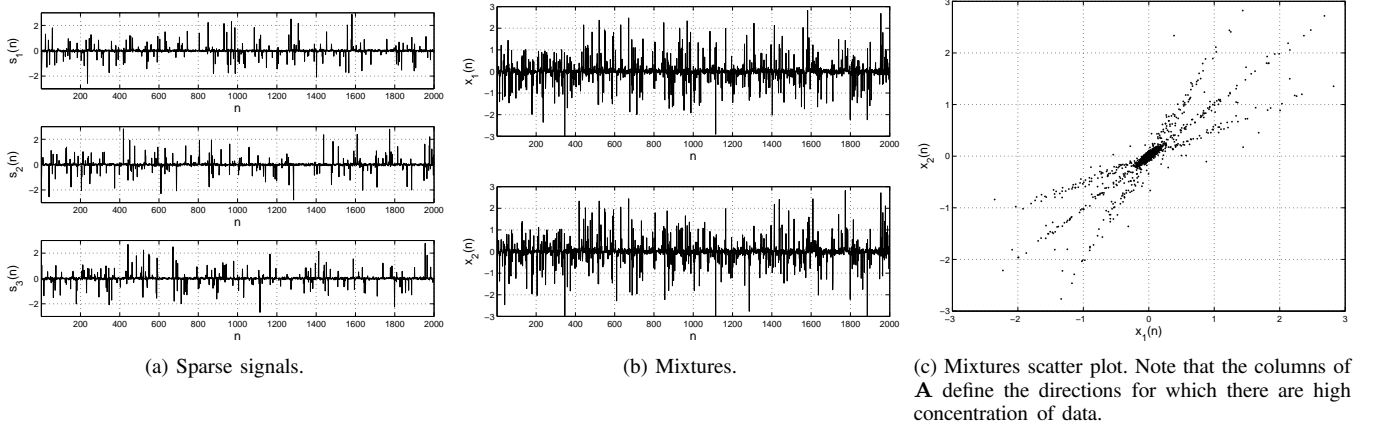 s1(n)
2
0
−2
200 400 600 800 1000 1200 1400 1600 1800 2000
n
s2(n)
2
0
−2
200 400 600 800 1000 1200 1400 1600 1800 2000
n
s3(n)
2
0
−2
200 400 600 800 1000 1200 1400 1600 1800 2000
n
(a) Sparse signals.
x1(n)
3
2
1
0
−1
−2
−3
200 400 600 800 1000 1200 1400 1600 1800 2000
n
x2(n)
3
2
1
0
−1
−2
−3
200 400 600 800 1000 1200 1400 1600 1800 2000
n
(b) Mixtures.
x2(n)
3
2
1
0
−1
−2
−3
−3 −2 −1 0 1 2 3
x1(n)
(c) Mixtures scatter plot. Note that the columns of
A define the directions for which there are high
concentration of data.